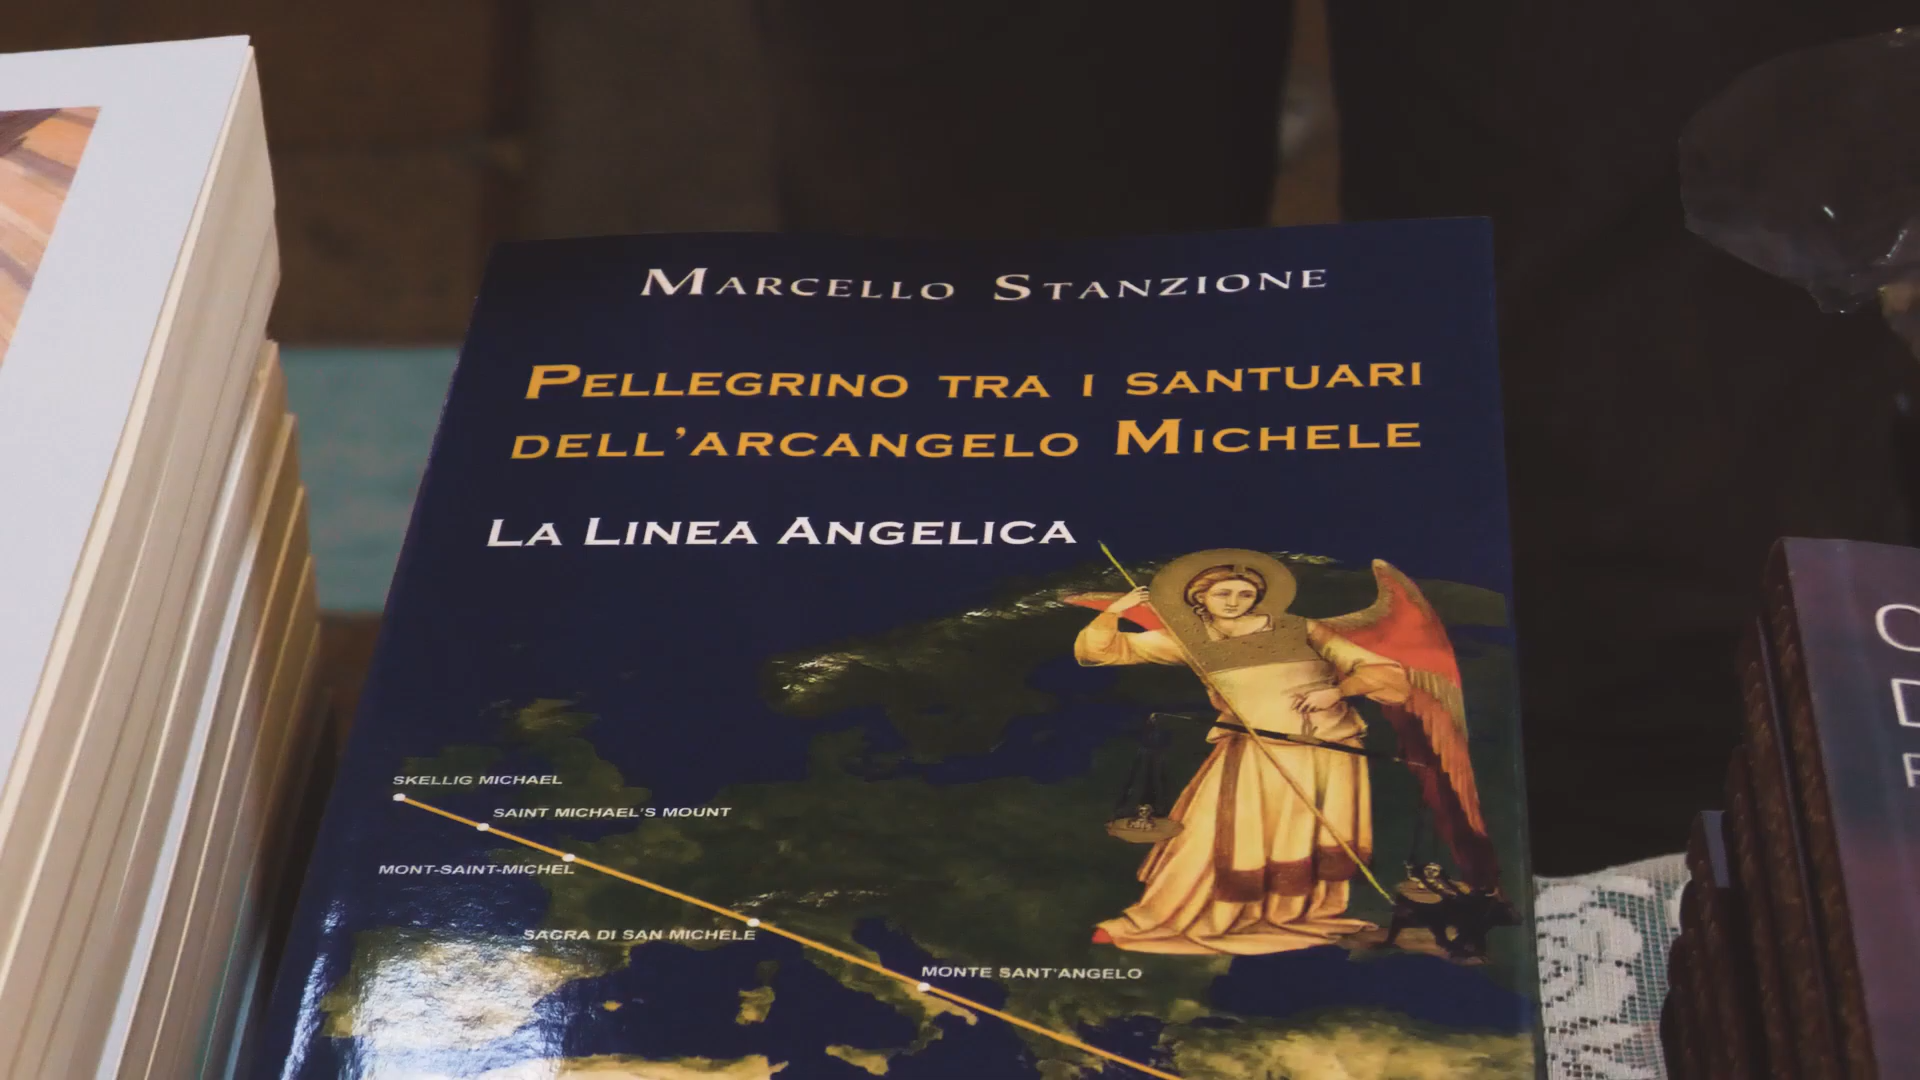 MARCELLO STANZIONE
PELLEGRINO TRA I SANTUARI
DELL'ARCANGELO MICHELE
LA LINEA ANGELICA
SKELLIG MICHAEL
SAINT MICHAEL'S MOUNT
MONT-SAINT-MICHEL
SACRA DI SAN MICHELE
MONTE SANT'ANGELO